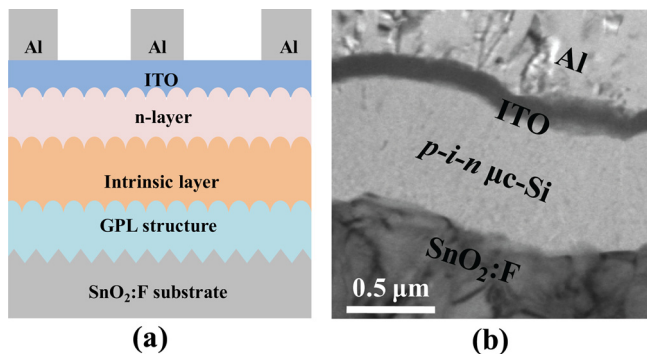 Al Al Al
ITO
n-layer
Intrinsic layer
GPL structure
SnO₂:F substrate
(a)
Al
ITO
p-i-n μc-Si
SnO₂:F
0.5 μm
(b)